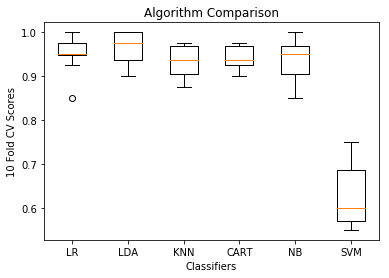 Algorithm Comparison
1.0
0.9
0.8
0.7
0.6
10 Fold CV Scores
LR LDA KNN CART NB SVM
Classifiers